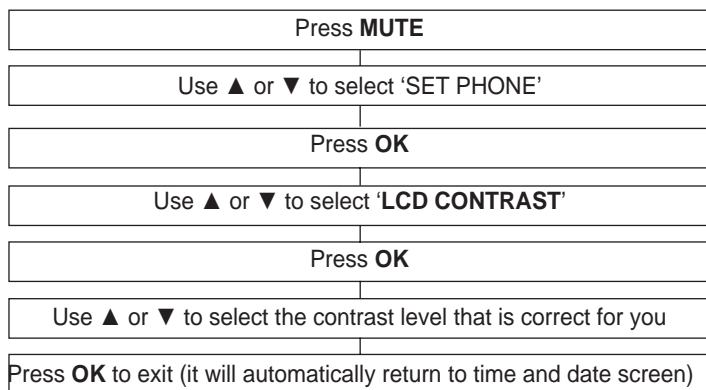 Press MUTE
Use ▲ or ▼ to select ‘SET PHONE’
Press OK
Use ▲ or ▼ to select ‘LCD CONTRAST’
Press OK
Use ▲ or ▼ to select the contrast level that is correct for you
Press OK to exit (it will automatically return to time and date screen)